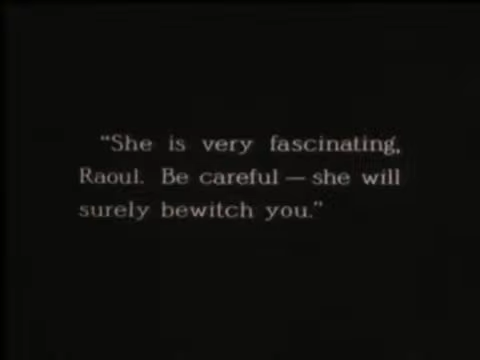 “She is very fascinating,
Raoul. Be careful — she will
surely bewitch you.”